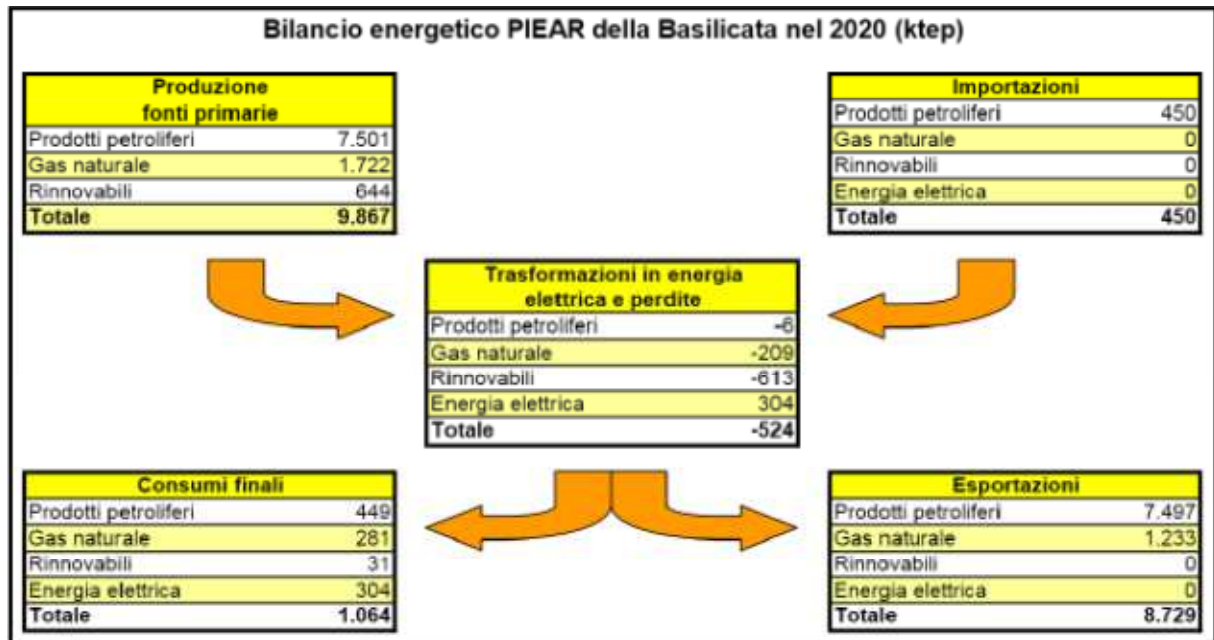 Bilancio energetico PIEAR della Basilicata nel 2020 (ktep)
Produzione
fonti primarie
Prodotti petroliferi 7.501
Gas naturale 1.722
Rinnovabili 644
Totale 9.867
Importazioni
Prodotti petroliferi 450
Gas naturale 0
Rinnovabili 0
Energia elettrica 0
Totale 450
Trasformazioni in energia
elettrica e perdite
Prodotti petroliferi -6
Gas naturale -209
Rinnovabili -613
Energia elettrica 304
Totale -524
Consumi finali
Prodotti petroliferi 449
Gas naturale 281
Rinnovabili 31
Energia elettrica 304
Totale 1.064
Esportazioni
Prodotti petroliferi 7.497
Gas naturale 1.233
Rinnovabili 0
Energia elettrica 0
Totale 8.729